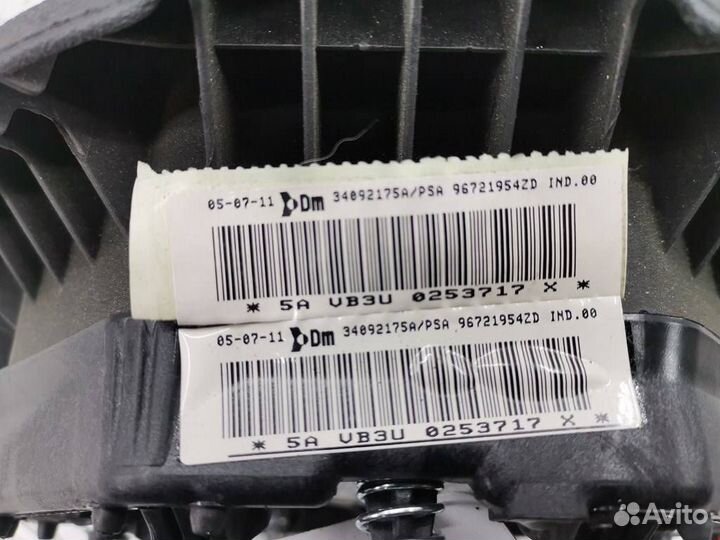 05-07-11 Dm 34092175A/PSA 96721954ZD IND.00
* 5A VB3U 0253717 X *
05-07-11 Dm 34092175A/PSA 96721954ZD IND.00
* 5A VB3U 0253717 X *
Avito